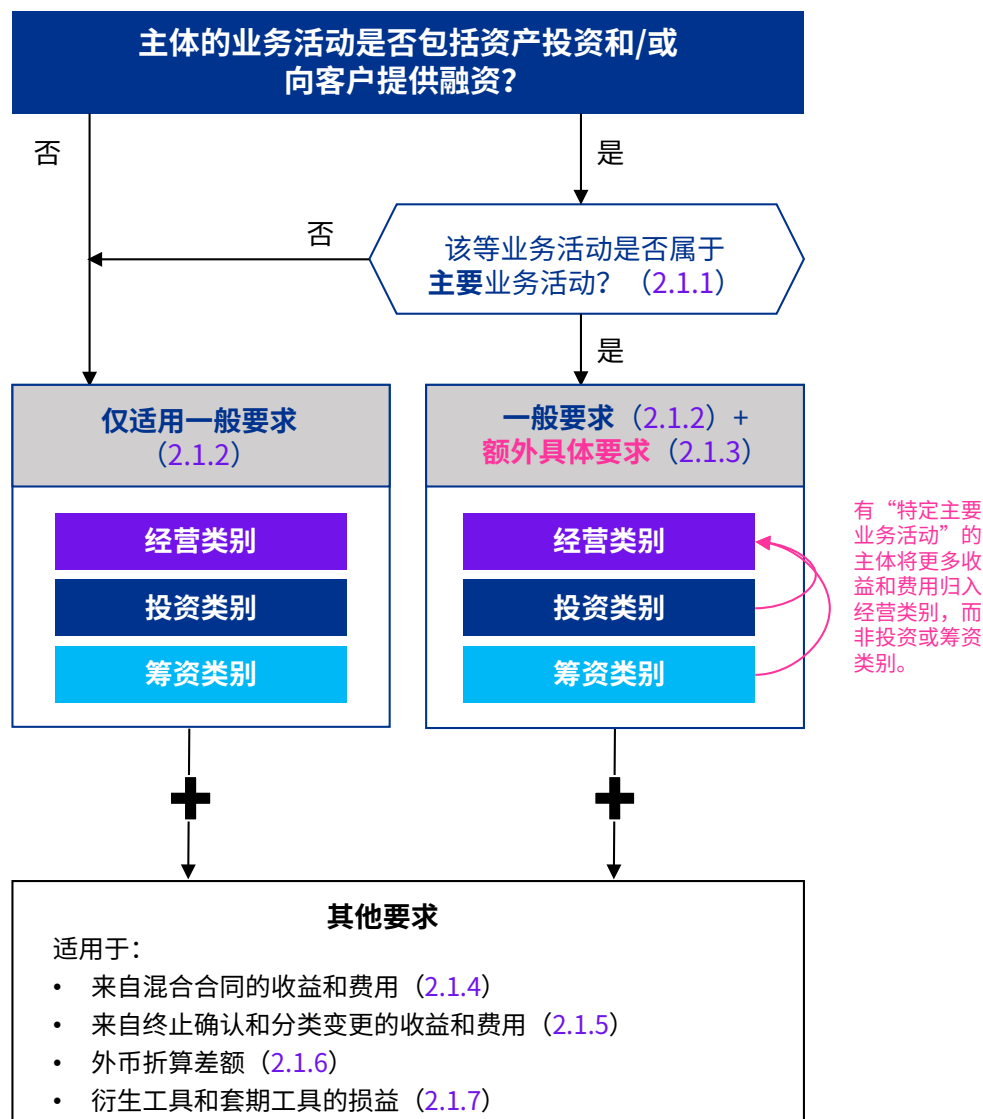 主体的业务活动是否包括资产投资和/或
向客户提供融资？
否
是
否
该等业务活动是否属于
主要业务活动？（2.1.1）
是
仅适用一般要求
（2.1.2）
一般要求（2.1.2）+
额外具体要求（2.1.3）
经营类别
投资类别
筹资类别
经营类别
投资类别
筹资类别
有“特定主要
业务活动”的
主体将更多收
益和费用归入
经营类别，而
非投资或筹资
类别。
其他要求
适用于：
• 来自混合合同的收益和费用（2.1.4）
• 来自终止确认和分类变更的收益和费用（2.1.5）
• 外币折算差额（2.1.6）
• 衍生工具和套期工具的损益（2.1.7）